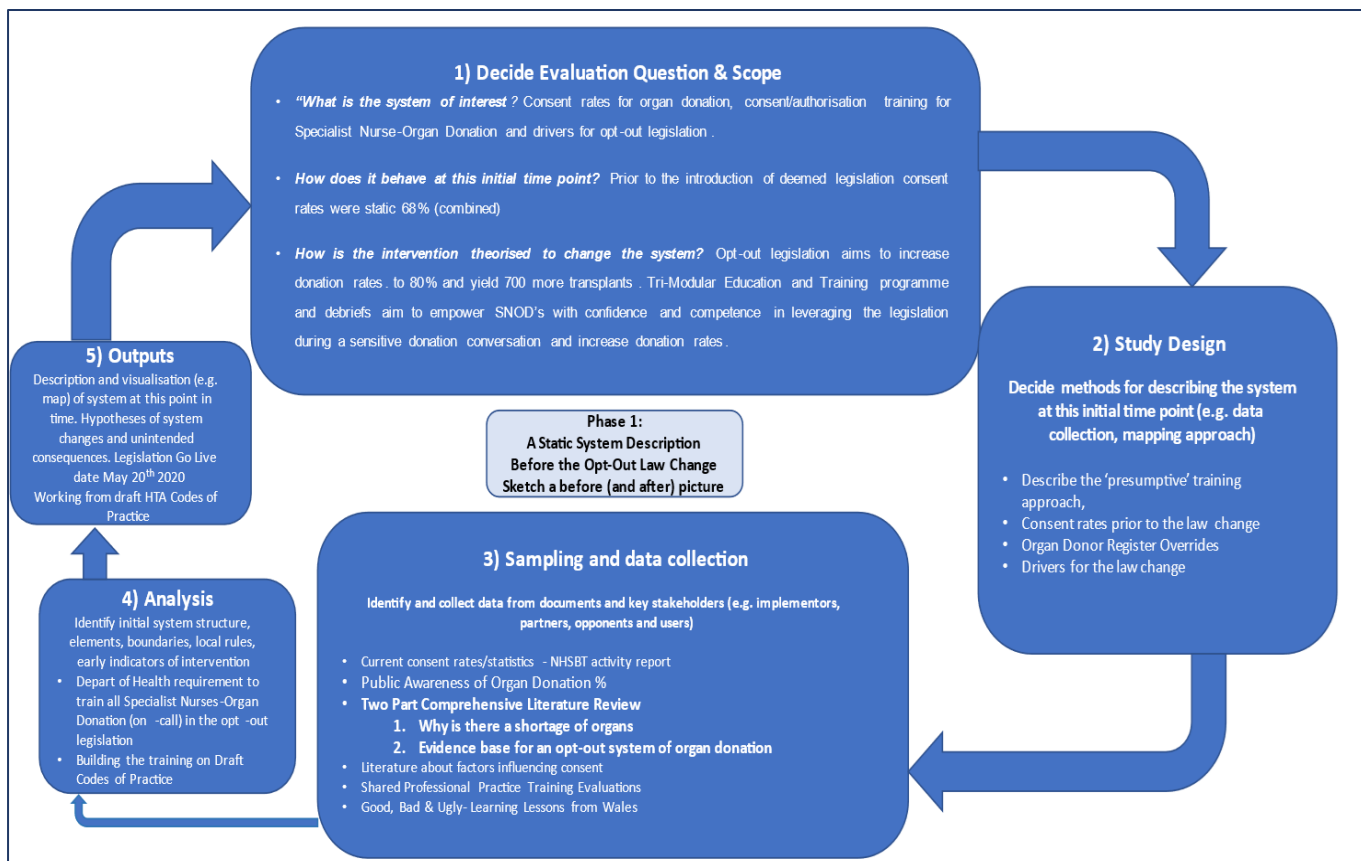 1) Decide Evaluation Question & Scope
• “What is the system of interest ? Consent rates for organ donation, consent/authorisation training for
Specialist Nurse-Organ Donation and drivers for opt-out legislation .
• How does it behave at this initial time point? Prior to the introduction of deemed legislation consent
rates were static 68% (combined)
• How is the intervention theorised to change the system? Opt-out legislation aims to increase
donation rates . to 80% and yield 700 more transplants . Tri-Modular Education and Training programme
and debriefs aim to empower SNOD’s with confidence and competence in leveraging the legislation
during a sensitive donation conversation and increase donation rates .
2) Study Design
Decide methods for describing the system
at this initial time point (e.g. data
collection, mapping approach)
• Describe the ‘presumptive’ training
approach,
• Consent rates prior to the law change
• Organ Donor Register Overrides
• Drivers for the law change
Phase 1:
A Static System Description
Before the Opt-Out Law Change
Sketch a before (and after) picture
3) Sampling and data collection
Identify and collect data from documents and key stakeholders (e.g. implementors,
partners, opponents and users)
• Current consent rates/statistics - NHSBT activity report
• Public Awareness of Organ Donation %
• Two Part Comprehensive Literature Review
1. Why is there a shortage of organs
2. Evidence base for an opt-out system of organ donation
• Literature about factors influencing consent
• Shared Professional Practice Training Evaluations
• Good, Bad & Ugly- Learning Lessons from Wales
4) Analysis
Identify initial system structure,
elements, boundaries, local rules,
early indicators of intervention
• Depart of Health requirement to
train all Specialist Nurses-Organ
Donation (on -call) in the opt -out
legislation
• Building the training on Draft
Codes of Practice
5) Outputs
Description and visualisation (e.g.
map) of system at this point in
time. Hypotheses of system
changes and unintended
consequences. Legislation Go Live
date May 20th 2020
Working from draft HTA Codes of
Practice